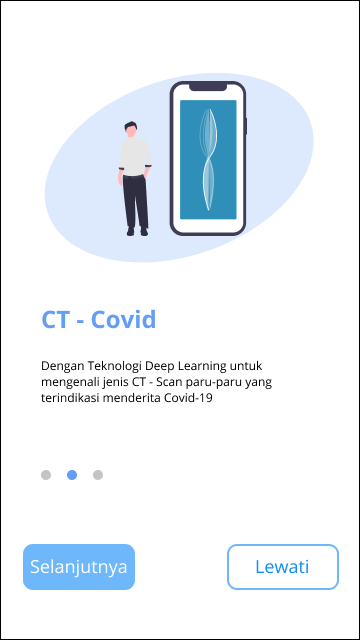 CT - Covid
Dengan Teknologi Deep Learning untuk
mengenali jenis CT - Scan paru-paru yang
terindikasi menderita Covid-19
Selanjutnya
Lewati